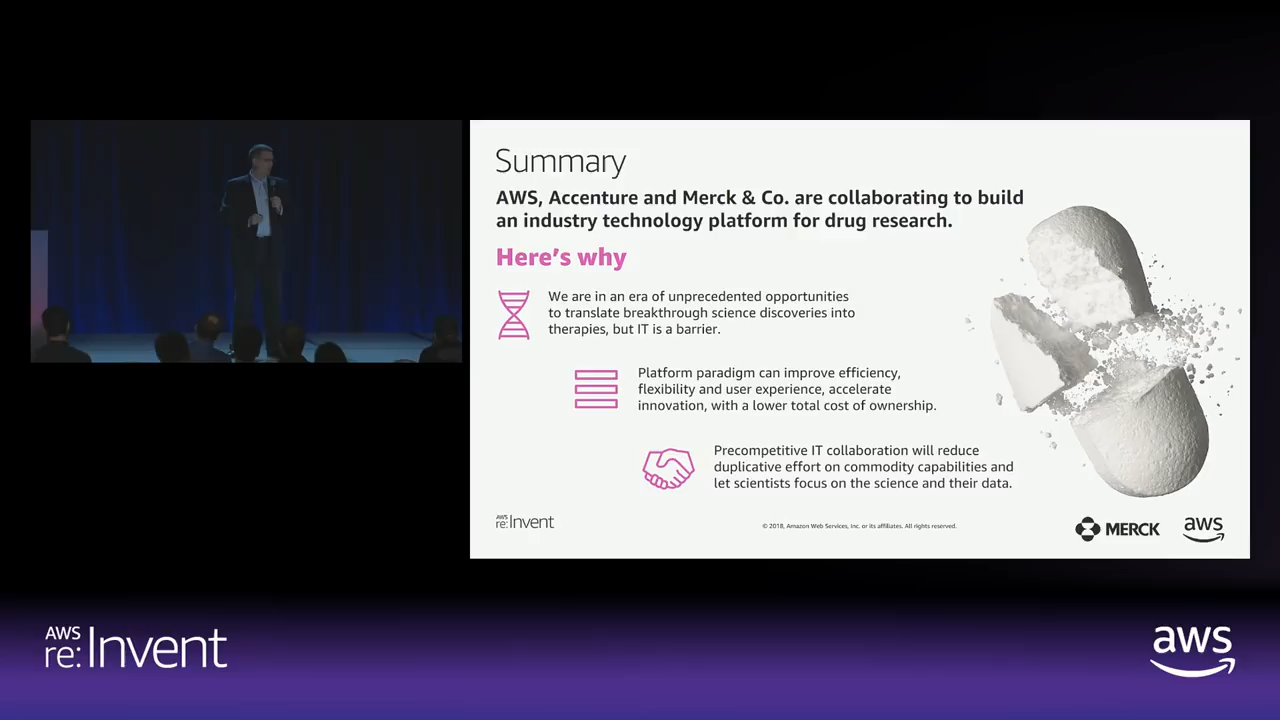 Summary
AWS, Accenture and Merck & Co. are collaborating to build
an industry technology platform for drug research.
Here's why
We are in an era of unprecedented opportunities
to translate breakthrough science discoveries into
therapies, but IT is a barrier.
Platform paradigm can improve efficiency,
flexibility and user experience, accelerate
innovation, with a lower total cost of ownership.
Precompetitive IT collaboration will reduce
duplicative effort on commodity capabilities and
let scientists focus on the science and their data.
AWS
re:Invent
© 2018, Amazon Web Services, Inc. or its affiliates. All rights reserved.
MERCK
aws
AWS
re:Invent
aws